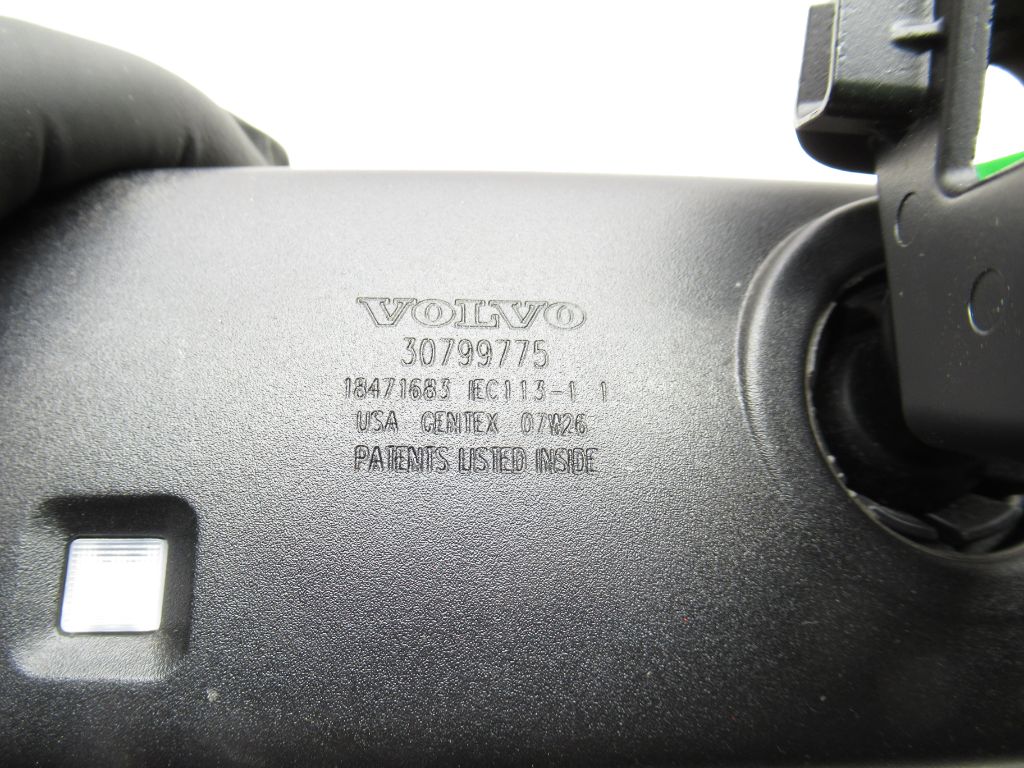 VOLVO
30799775
18471683 IEC113-1 1
USA GENTEX 07W26
PATENTS LISTED INSIDE